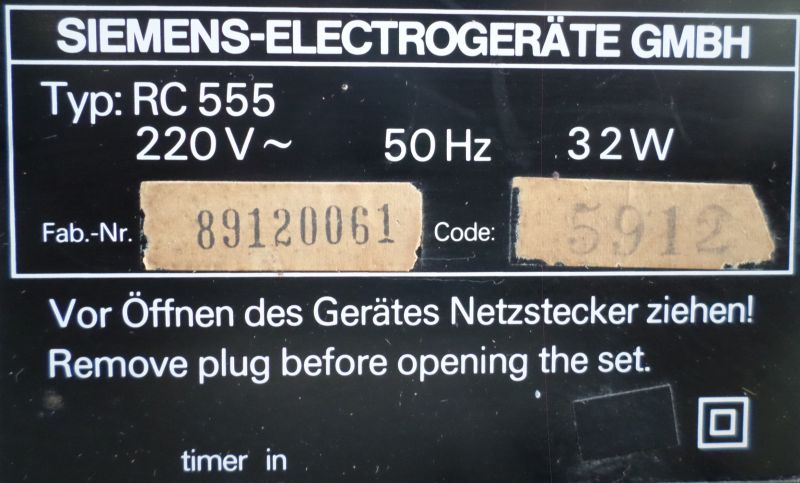 SIEMENS-ELECTROGERÄTE GMBH
Typ: RC 555
220 V ~ 50 Hz 32 W
Fab.-Nr. 89120061 Code: 5912
Vor Öffnen des Gerätes Netzstecker ziehen!
Remove plug before opening the set.
timer in